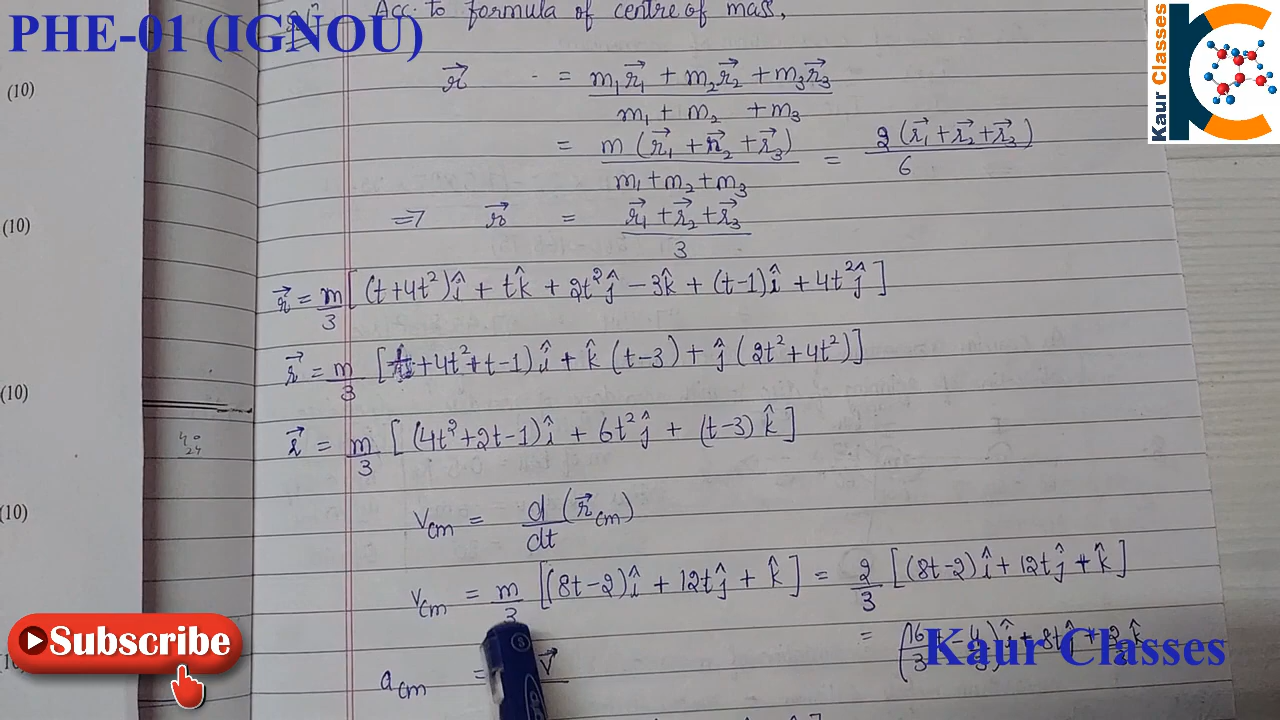 PHE-01 (IGNOU)
Kaur Classes
Acc. to formula of centre of mass,
(10)
r⃗ = (m₁r⃗₁ + m₂r⃗₂ + m₃r⃗₃) / (m₁ + m₂ + m₃)
= m (r⃗₁ + r⃗₂ + r⃗₃) / (m₁+m₂+m₃) = 2 (r⃗₁+r⃗₂+r⃗₃) / 6
(10)
⇒ r⃗ = (r⃗₁+r⃗₂+r⃗₃) / 3
r⃗ = m/3 [(t+4t²)î + tk̂ + 2t²ĵ − 3k̂ + (t−1)î + 4t²ĵ]
r⃗ = m/3 [t+4t²+t−1)î + k̂ (t−3) + ĵ (2t²+4t²)]
(10)
r⃗ = m/3 [(4t²+2t−1)î + 6t²ĵ + (t−3) k̂]
(10)
v_cm = d/dt (r⃗_cm)
v_cm = m/3 [(8t−2)î + 12tĵ + k̂] = 2/3 [(8t−2)î + 12tĵ + k̂]
Subscribe
Kaur Classes
a_cm = v⃗